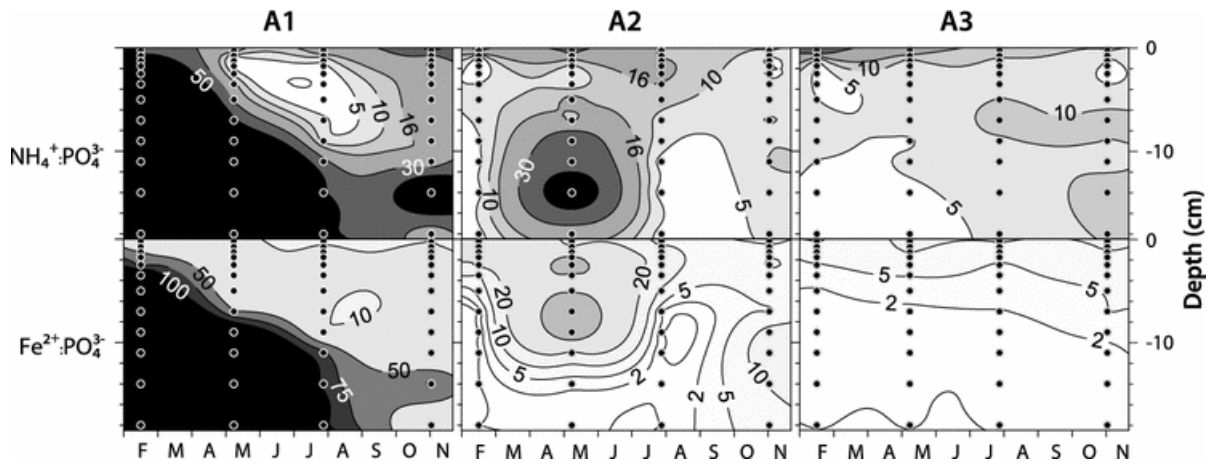 A1 A2 A3
50 5 10 16 30
10 16 16 10 30 5
5 10 10 5
NH₄⁺:PO₄³⁻
0
-10
Depth (cm)
50 100 10 75 50
20 20 10 5 5 2 2 5 10
5 2 5 2
Fe²⁺:PO₄³⁻
0
-10
F M A M J J A S O N F M A M J J A S O N F M A M J J A S O N